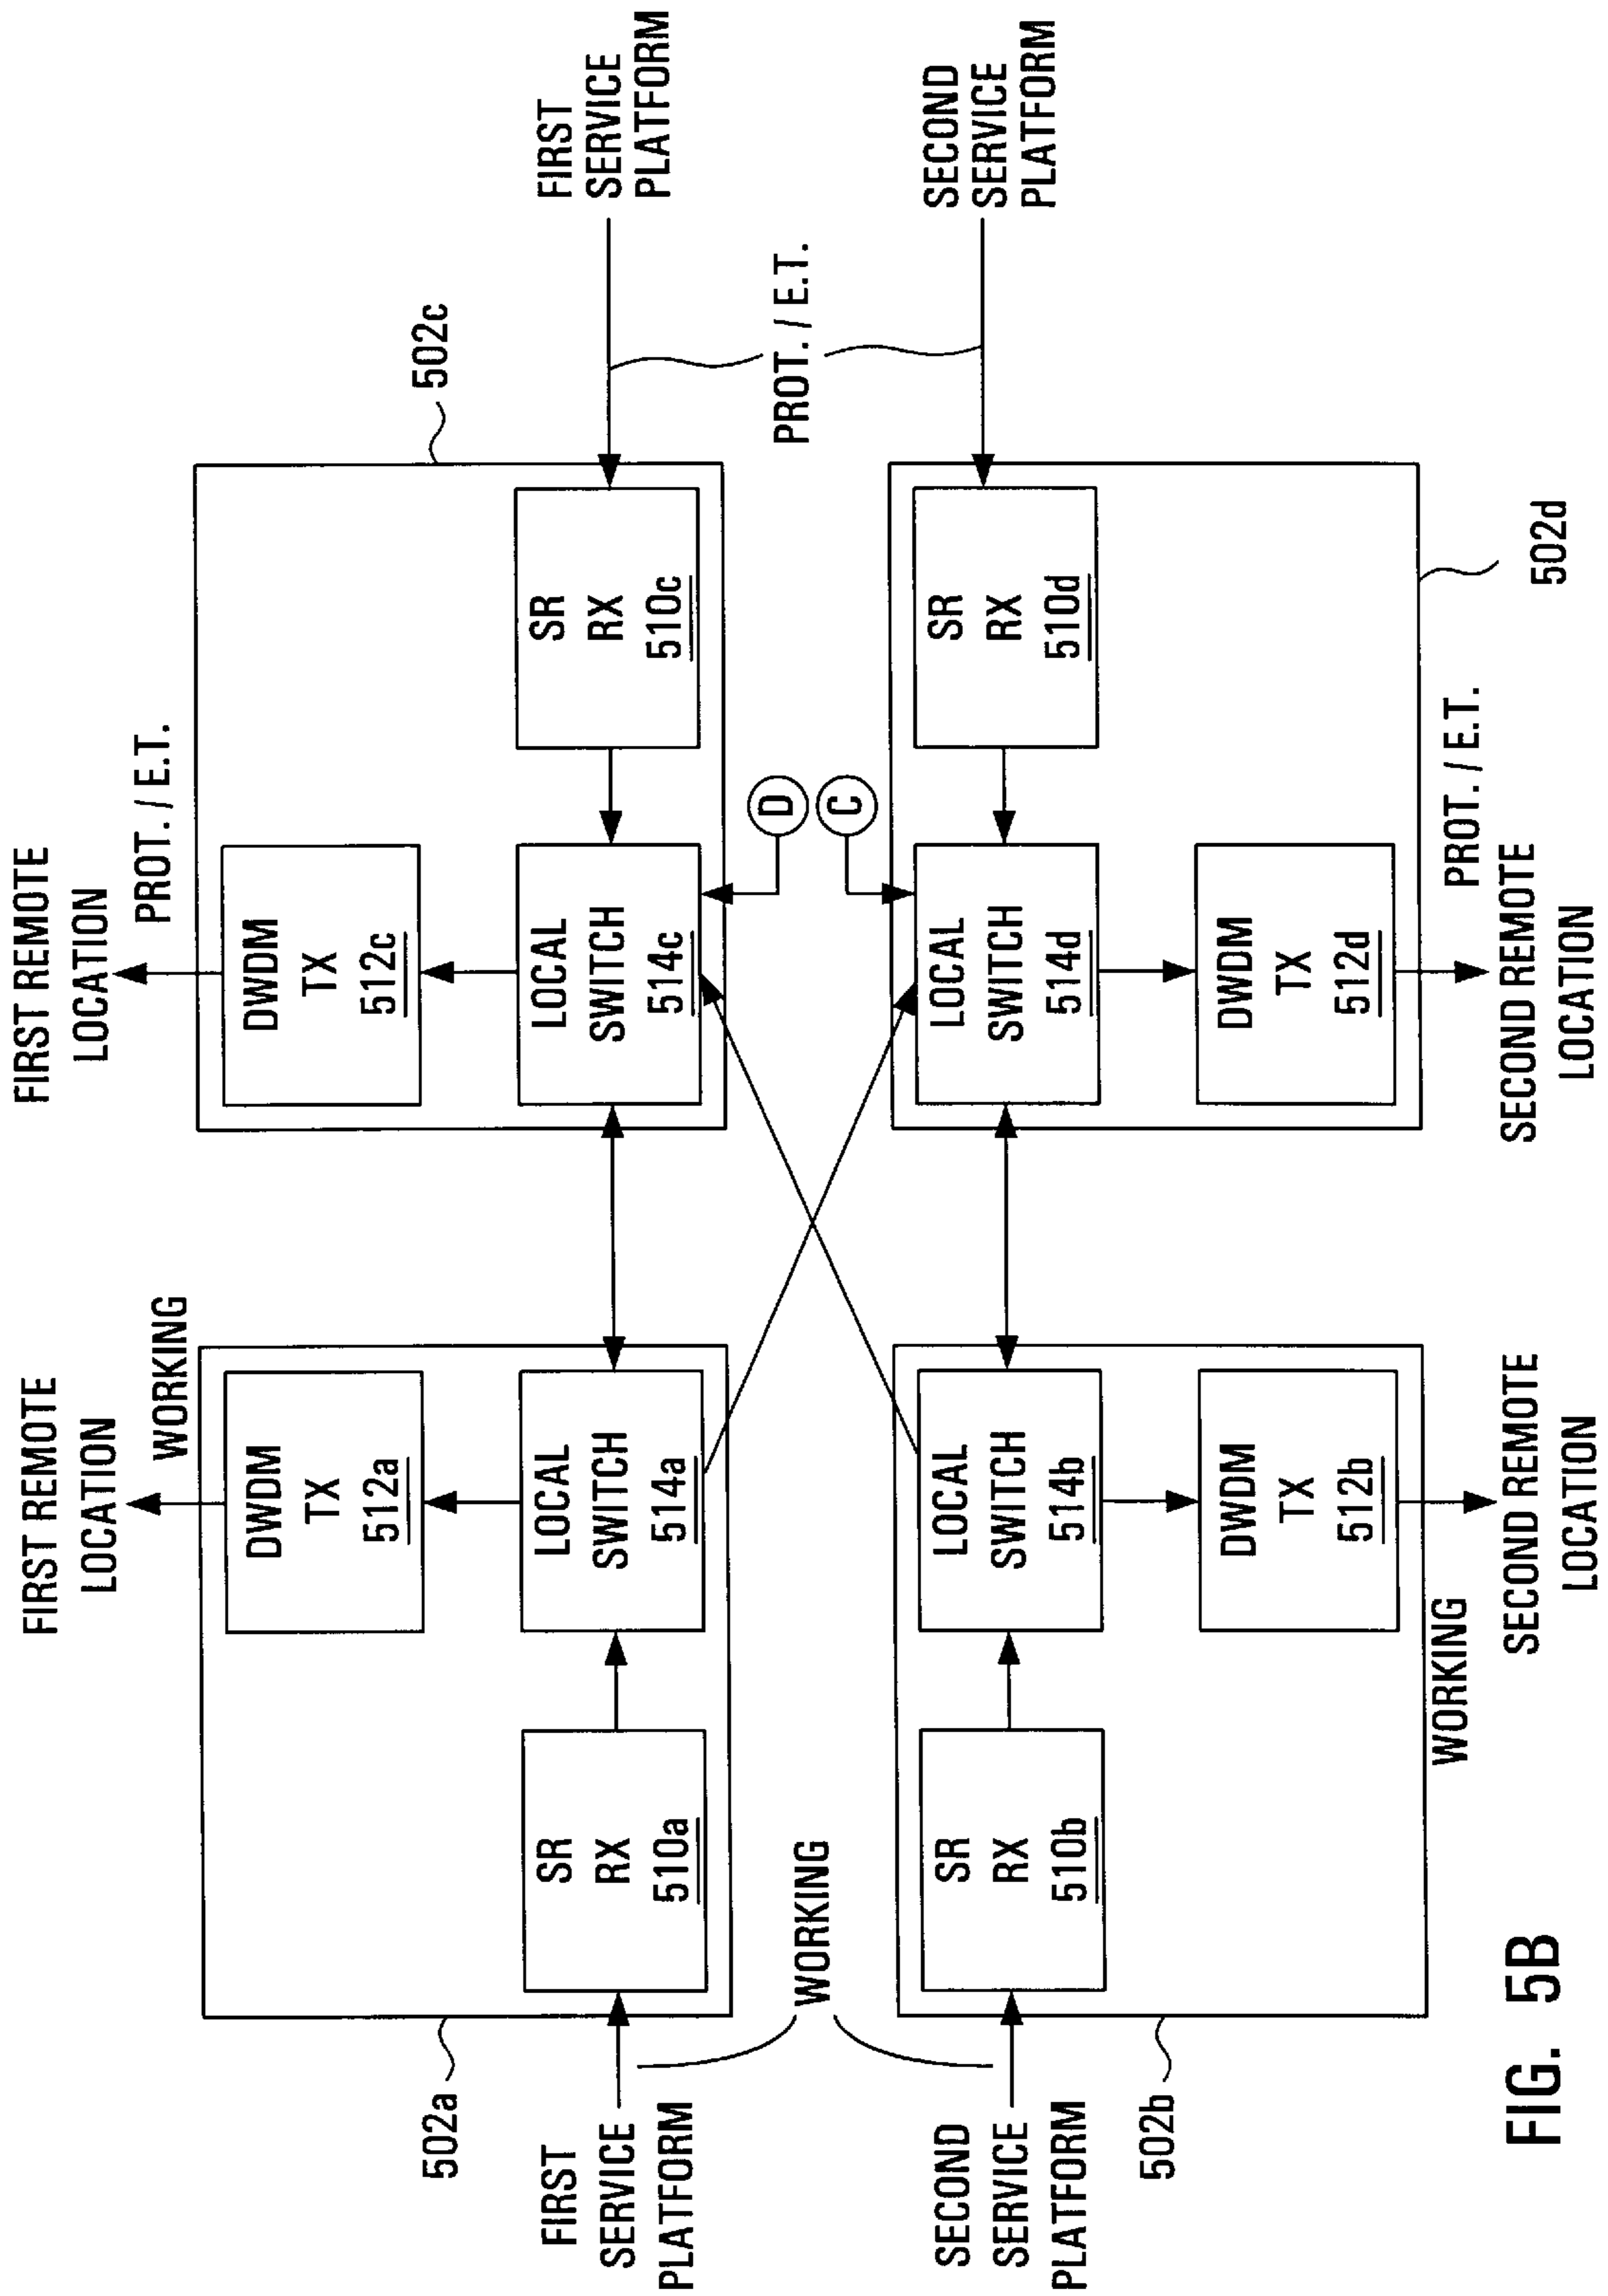 FIRST REMOTE
LOCATION
WORKING
FIRST REMOTE
LOCATION
PROT. / E.T.
502a
DWDM
TX
512a
DWDM
TX
512c
502c
FIRST
SERVICE
PLATFORM
SR
RX
510a
LOCAL
SWITCH
514a
LOCAL
SWITCH
514c
SR
RX
510c
FIRST
SERVICE
PLATFORM
WORKING
D
C
PROT. / E.T.
SECOND
SERVICE
PLATFORM
SR
RX
510b
LOCAL
SWITCH
514b
LOCAL
SWITCH
514d
SR
RX
510d
SECOND
SERVICE
PLATFORM
502b
DWDM
TX
512b
DWDM
TX
512d
502d
WORKING
SECOND REMOTE
LOCATION
PROT. / E.T.
SECOND REMOTE
LOCATION
FIG. 5B